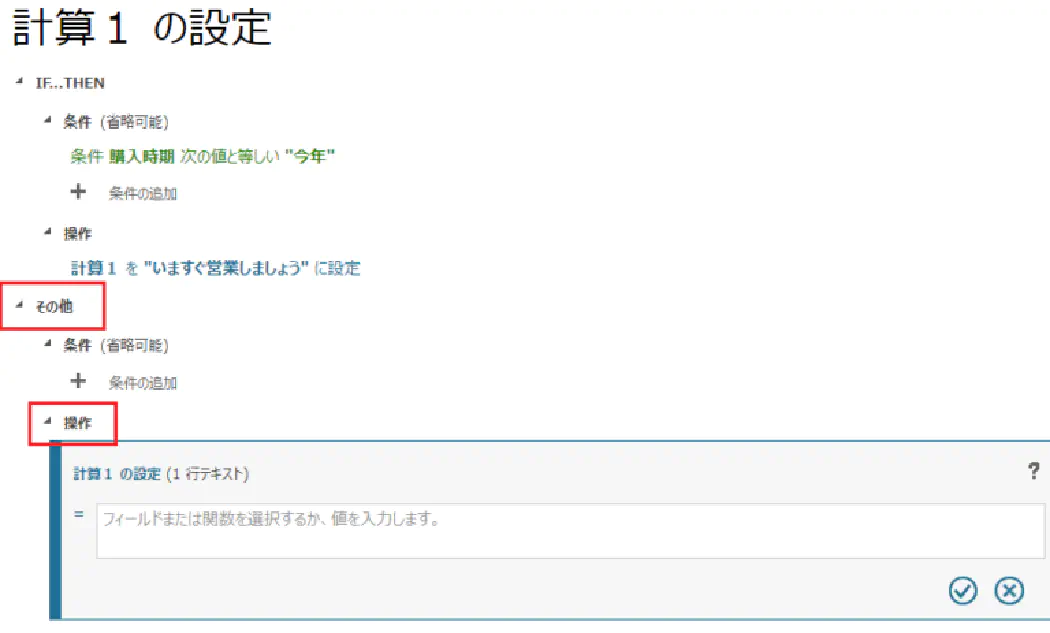 計算１ の設定
IF...THEN
条件 (省略可能)
条件 購入時期 次の値と等しい "今年"
+ 条件の追加
操作
計算１ を "いますぐ営業しましょう" に設定
その他
条件 (省略可能)
+ 条件の追加
操作
計算１ の設定 (1 行テキスト)
?
= フィールドまたは関数を選択するか、値を入力します。